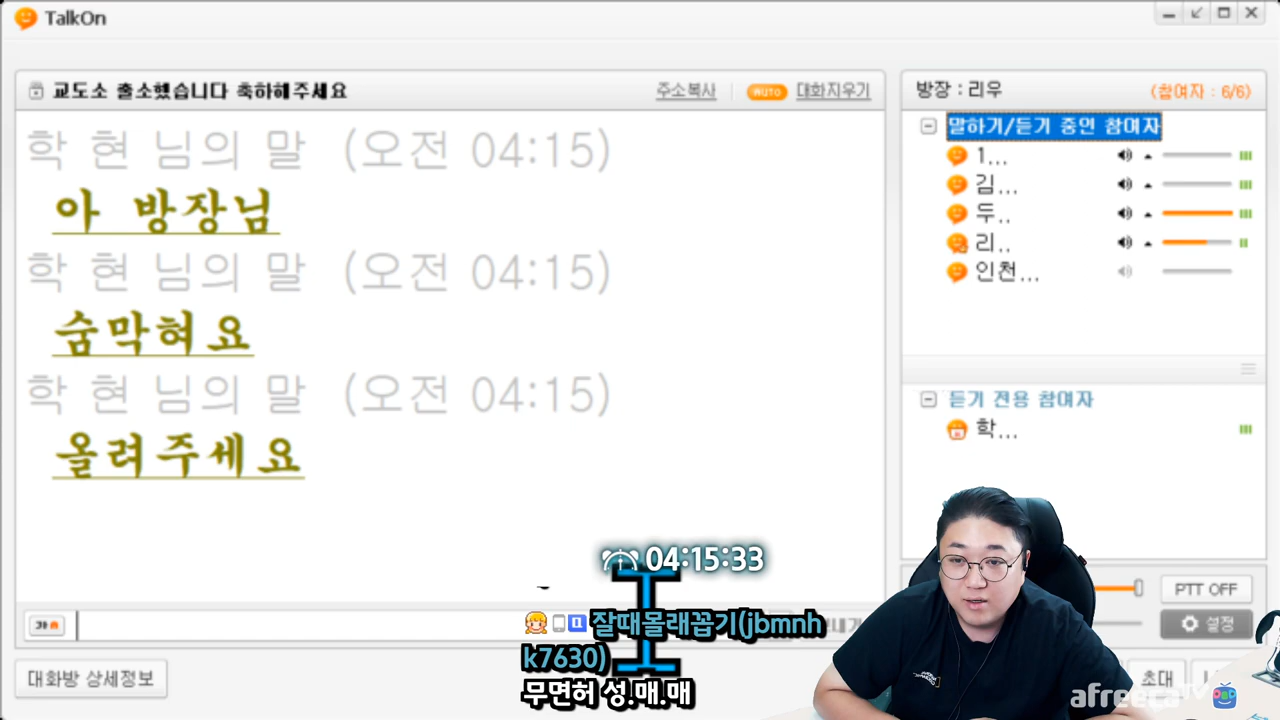 TalkOn
교도소 출소했습니다 축하해주세요
주소복사
AUTO
대화지우기
학 현 님의 말 (오전 04:15)
아 방장님
학 현 님의 말 (오전 04:15)
숨막혀요
학 현 님의 말 (오전 04:15)
올려주세요
방장 : 리우
(참여자 : 6/6)
말하기/듣기 중인 참여자
1...
김...
두..
리..
인천...
듣기 전용 참여자
학...
04:15:33
PTT OFF
설정
가
잘때몰래꼽기(jbmnh
k7630)
무면허 성.매.매
대화방 상세정보
초대
afreecaTV